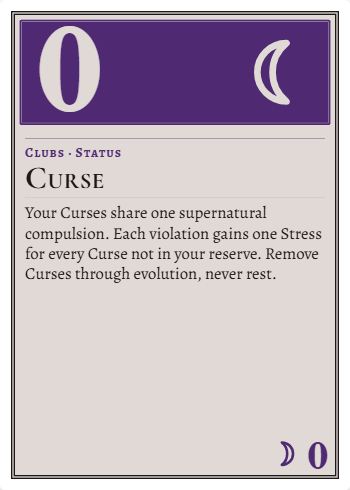 0
Clubs · Status
Curse
Your Curses share one supernatural
compulsion. Each violation gains one Stress
for every Curse not in your reserve. Remove
Curses through evolution, never rest.
0